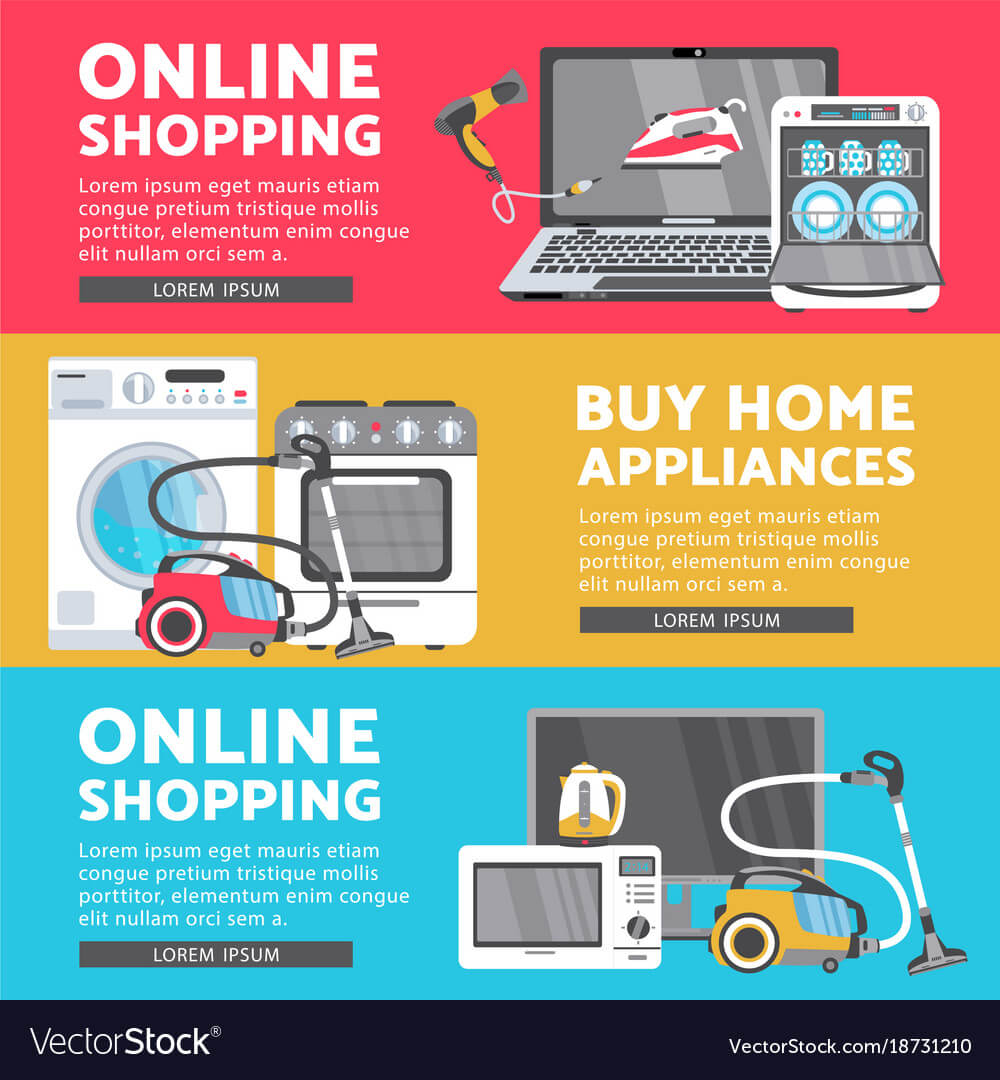 ONLINE
SHOPPING
Lorem ipsum eget mauris etiam
congue pretium tristique mollis
porttitor, elementum enim congue
nullam orci sem a.
LOREM IPSUM
BUY HOME
APPLIANCES
Lorem ipsum eget mauris etiam
congue pretium tristique mollis
porttitor, elementum enim congue
nullam orci sem a.
LOREM IPSUM
ONLINE
SHOPPING
Lorem ipsum eget mauris etiam
congue pretium tristique mollis
porttitor, elementum enim congue
nullam orci sem a.
LOREM IPSUM
VectorStock®
VectorStock.com/18731210